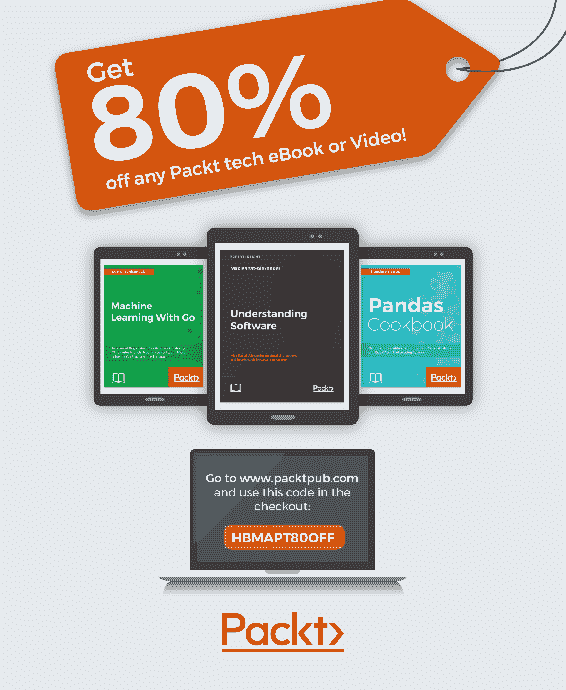 Get
80%
off any Packt tech eBook or Video!
Machine
Learning With Go
Packt>
Understanding
Software
Packt>
Pandas
Cookbook
Packt>
Go to www.packtpub.com
and use this code in the
checkout:
HBMAPT80OFF
Packt>